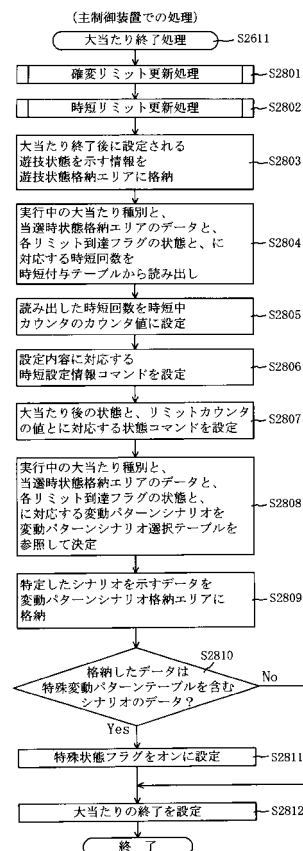 (主制御装置での処理)
大当たり終了処理
S2611
確変リミット更新処理
S2801
時短リミット更新処理
S2802
大当たり終了後に設定される
遊技状態を示す情報を
遊技状態格納エリアに格納
S2803
実行中の大当たり種別と、
当選時状態格納エリアのデータと、
各リミット到達フラグの状態と、に
対応する時短回数を
時短付与テーブルから読み出し
S2804
読み出した時短回数を時短中
カウンタのカウンタ値に設定
S2805
設定内容に対応する
時短設定情報コマンドを設定
S2806
大当たり後の状態と、リミットカウンタ
の値とに対応する状態コマンドを設定
S2807
実行中の大当たり種別と、
当選時状態格納エリアのデータと、
各リミット到達フラグの状態と、
に対応する変動パターンシナリオを
変動パターンシナリオ選択テーブルを
参照して決定
S2808
特定したシナリオを示すデータを
変動パターンシナリオ格納エリアに
格納
S2809
S2810
格納したデータは
特殊変動パターンテーブルを含む
シナリオのデータ?
No
Yes
特殊状態フラグをオンに設定
S2811
大当たりの終了を設定
S2812
終 了